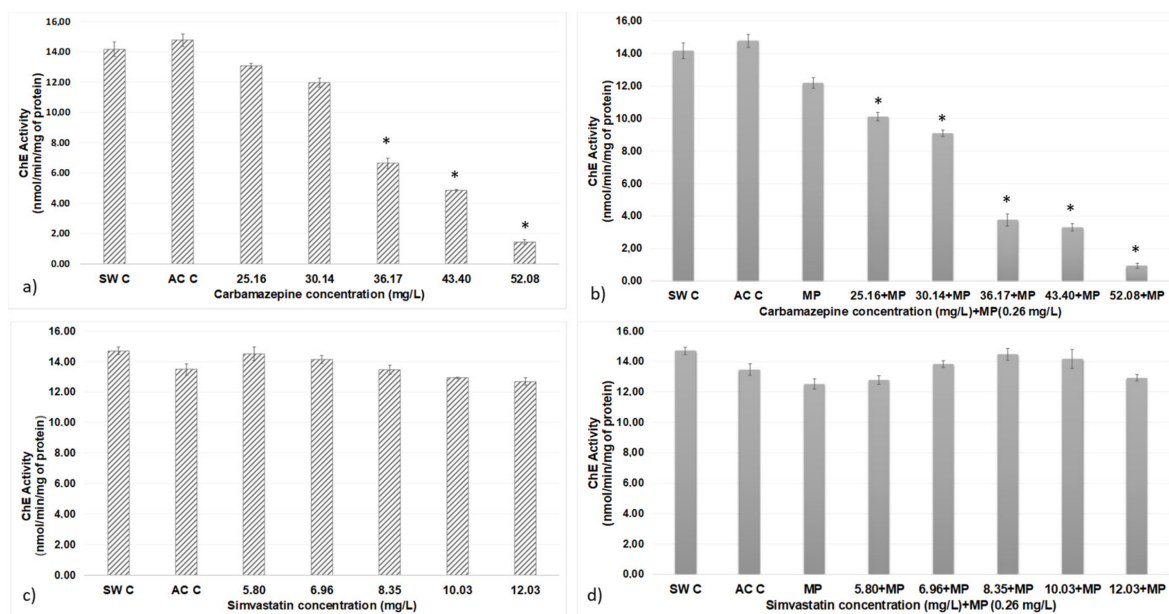 16,00
14,00
12,00
10,00
8,00
6,00
4,00
2,00
0.00
ChE Activity
(nmol/min/mg of protein)
* * *
SW C AC C 25.16 30.14 36.17 43.40 52.08
Carbamazepine concentration (mg/L)
a)
16,00
14,00
12,00
10,00
8,00
6,00
4,00
2,00
0,00
ChE Activity
(nmol/min/mg of protein)
* * * * *
SW C AC C MP 25.16+MP 30.14+MP 36.17+MP 43.40+MP 52.08+MP
Carbamazepine concentration (mg/L)+MP(0.26 mg/L)
b)
16.00
14.00
12.00
10.00
8.00
6.00
4.00
2.00
0.00
ChE Activity
(nmol/min/mg of protein)
SW C AC C 5.80 6.96 8.35 10.03 12.03
Simvastatin concentration (mg/L)
c)
16,00
14,00
12,00
10,00
8,00
6,00
4,00
2,00
0,00
ChE Activity
(nmol/min/mg of protein)
SW C AC C MP 5.80+MP 6.96+MP 8.35+MP 10.03+MP 12.03+MP
Simvastatin concentration (mg/L)+MP (0.26 mg/L)
d)